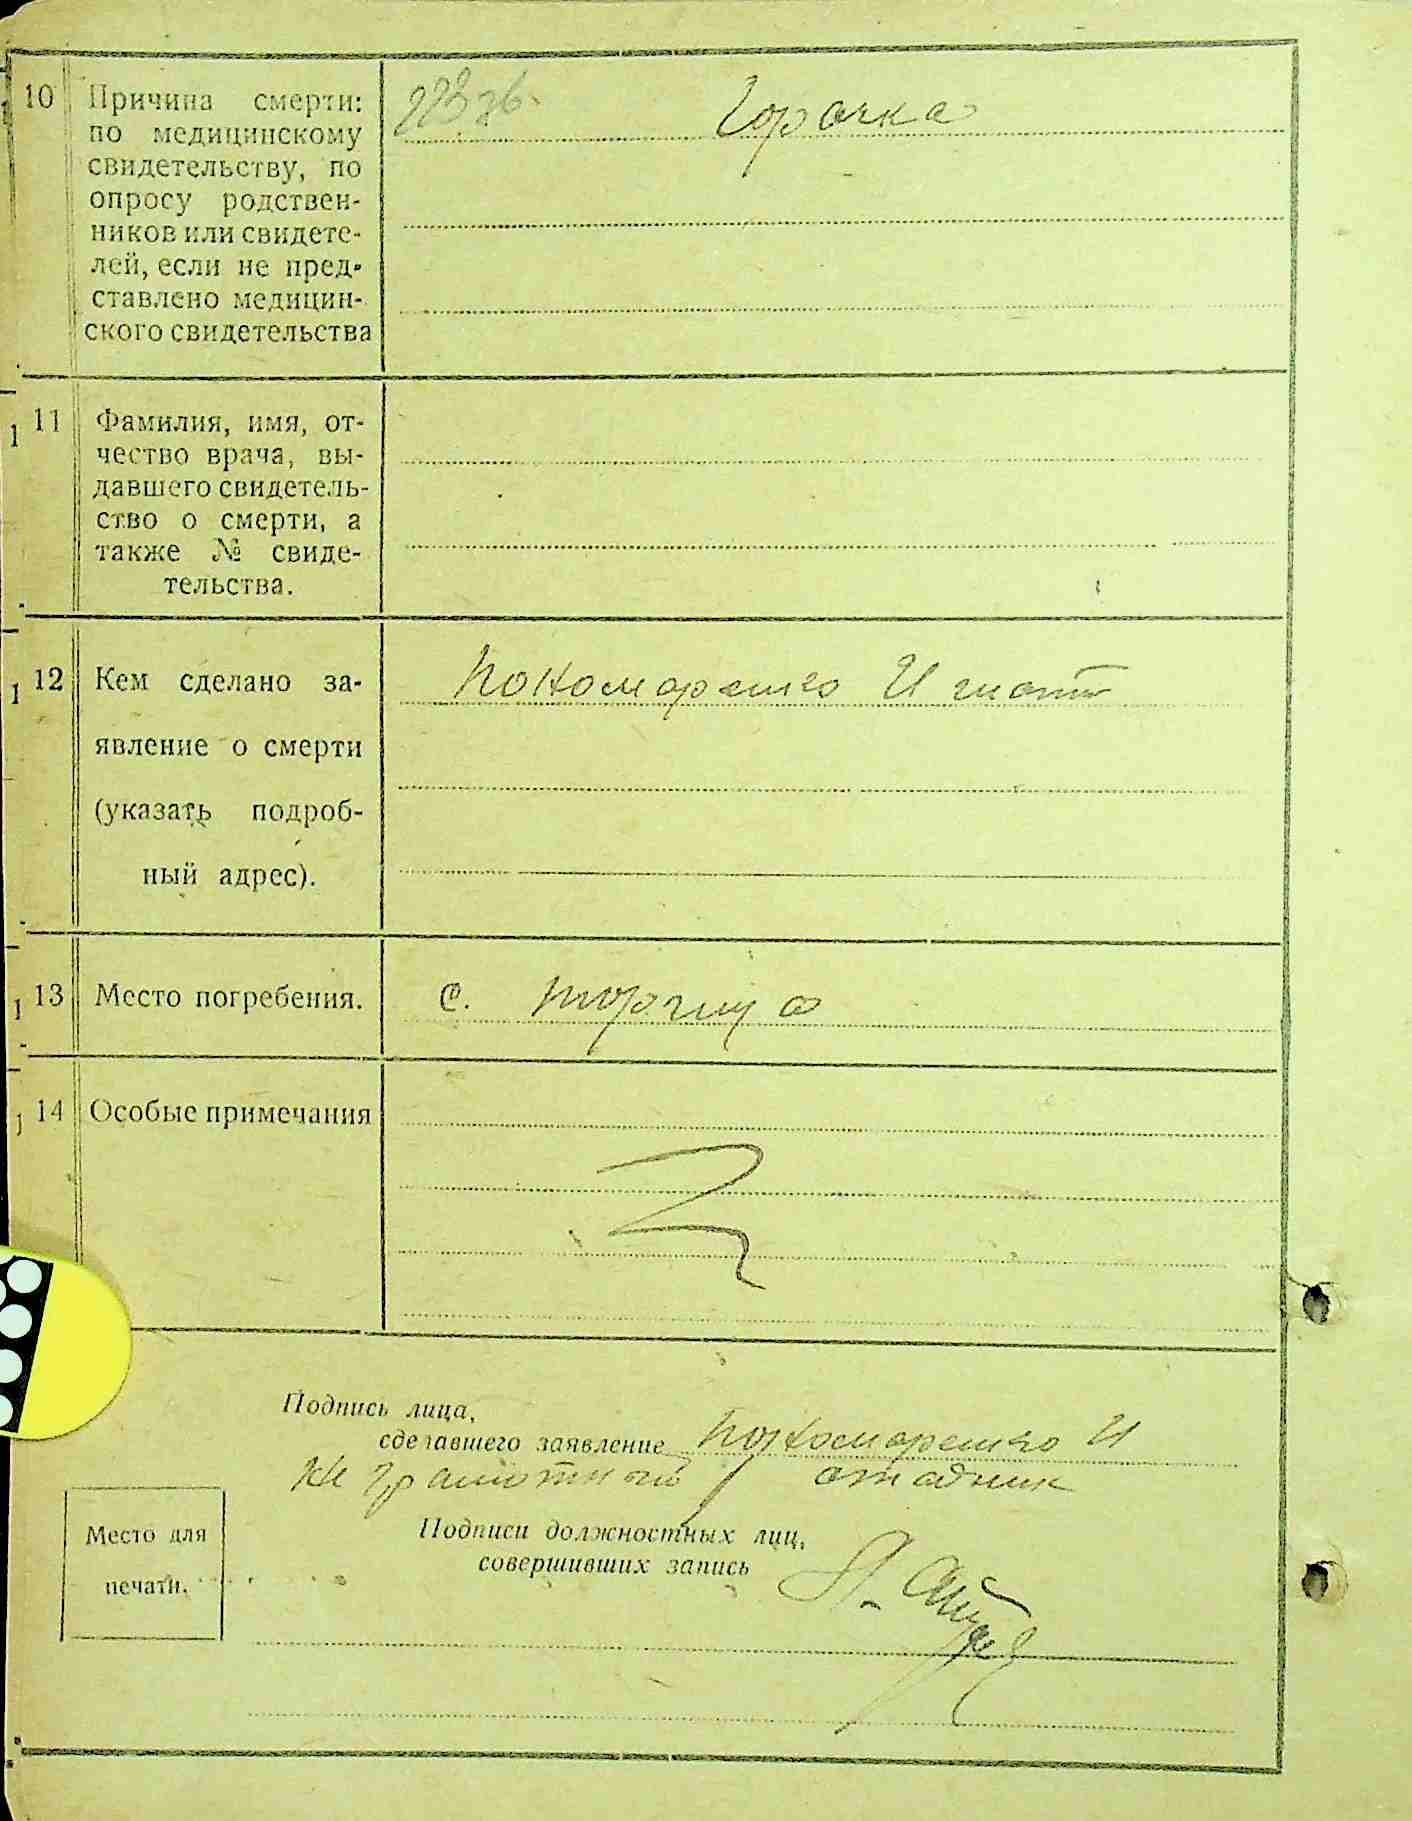 10 Причина смерти: Горячка
по медицинскому
свидетельству, по
опросу родствен-
ников или свидете-
лей, если не пред-
ставлено медицин-
ского свидетельства
11 Фамилия, имя, от-
чество врача, вы-
давшего свидетель-
ство о смерти, а
также № свиде-
тельства.
12 Кем сделано за- Пономаренко Игнат
явление о смерти
(указать подроб-
ный адрес).
13 Место погребения. с.
14 Особые примечания
Подпись лица,
сделавшего заявление Пономаренко И
Не грамотный
Подписи должностных лиц,
совершивших запись
Место для
печати.